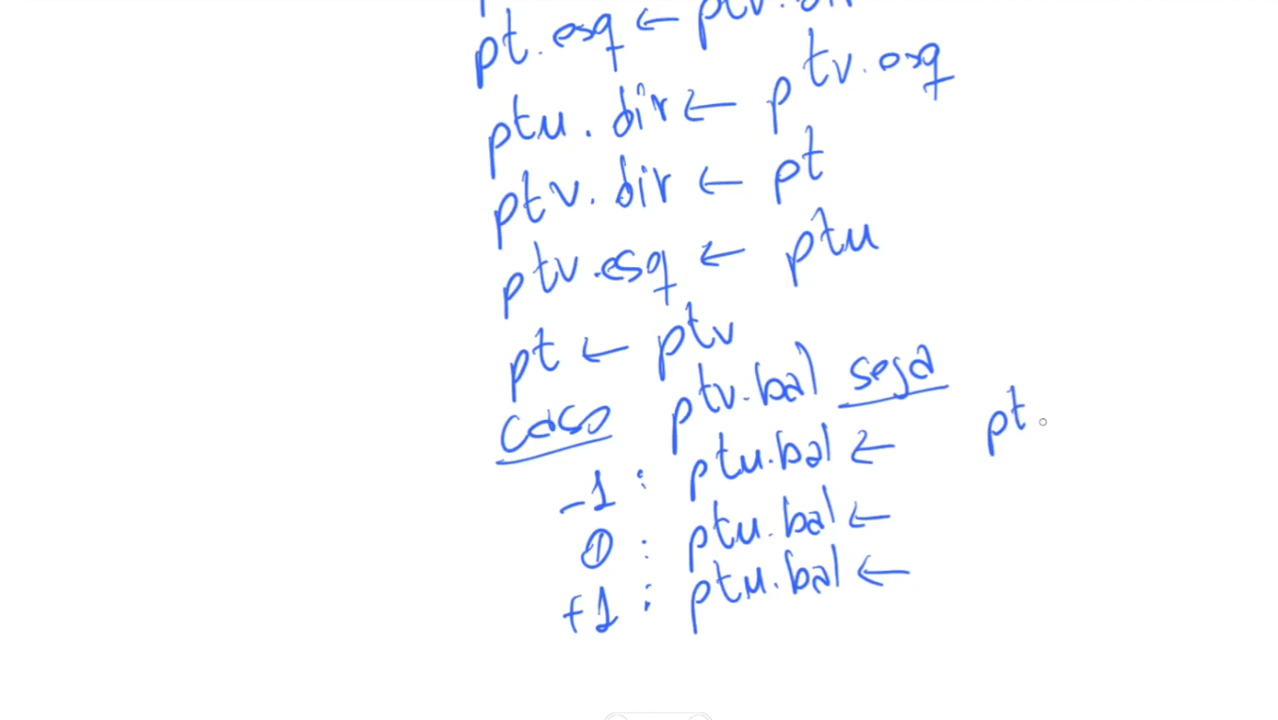 pt.esq ← ptv.dir
ptu.dir ← ptv.esq
ptv.dir ← pt
ptv.esq ← ptu
pt ← ptv
caso ptv.bal seja
-1 : ptu.bal ← pt.
0 : ptu.bal ←
+1 : ptu.bal ←